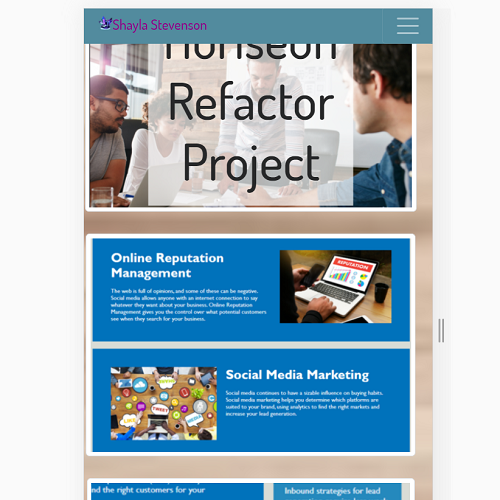 Shayla Stevenson
Horiseon
Refactor
Project
Online Reputation
Management
The web is full of opinions, and some of these can be negative.
Social media allows anyone with an internet connection to say
whatever they want about your business. Online Reputation
Management gives you the control over what potential customers
see when they search for your business.
REPUTATION
Social Media Marketing
Social media continues to have a sizable influence on buying habits.
Social media marketing helps you determine which platforms are
suited to your brand, using analytics to find the right markets and
increase your lead generation.
TWEET
nd the right customers for your
Inbound strategies for lead